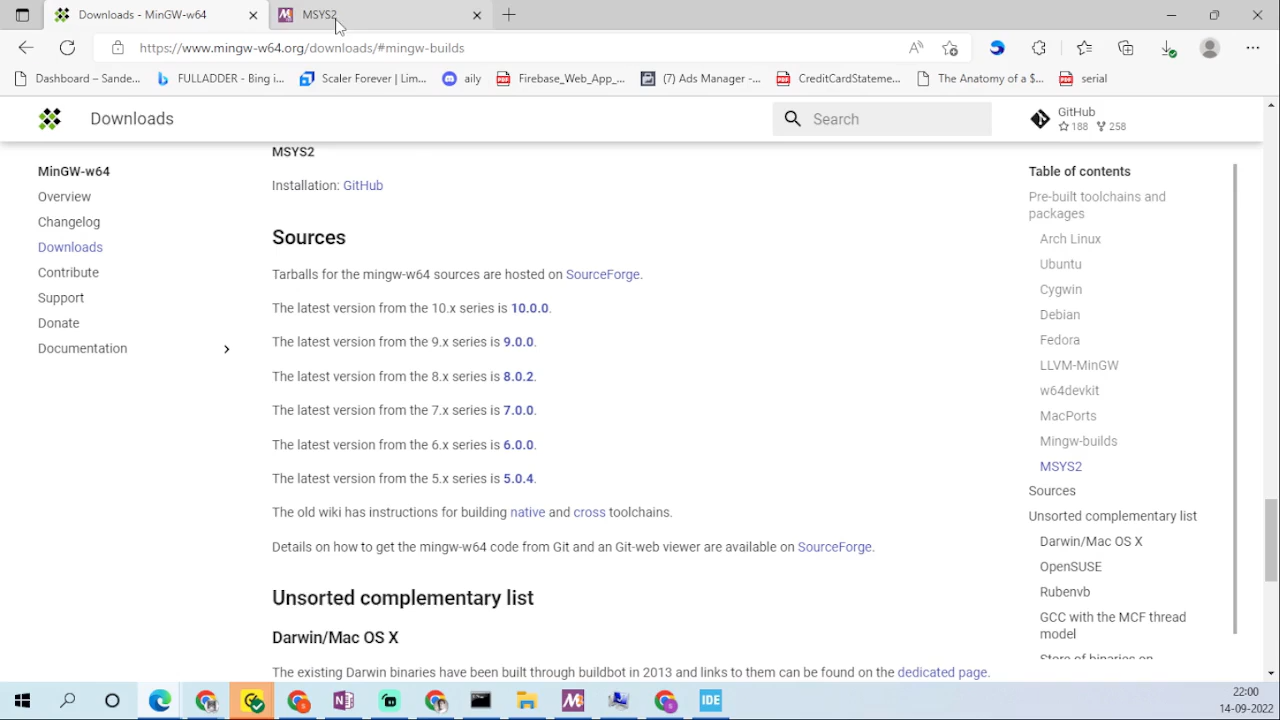 Downloads - MinGW-w64
MSYS2
https://www.mingw-w64.org/downloads/#mingw-builds
Dashboard – Sande...
FULLADDER - Bing i...
Scaler Forever | Lim...
aily
Firebase_Web_App_...
(7) Ads Manager -...
CreditCardStateme...
The Anatomy of a $...
serial
Downloads
Search
GitHub
188 258
MinGW-w64
Overview
Changelog
Downloads
Contribute
Support
Donate
Documentation
MSYS2
Installation: GitHub
Sources
Tarballs for the mingw-w64 sources are hosted on SourceForge.
The latest version from the 10.x series is 10.0.0.
The latest version from the 9.x series is 9.0.0.
The latest version from the 8.x series is 8.0.2.
The latest version from the 7.x series is 7.0.0.
The latest version from the 6.x series is 6.0.0.
The latest version from the 5.x series is 5.0.4.
The old wiki has instructions for building native and cross toolchains.
Details on how to get the mingw-w64 code from Git and an Git-web viewer are available on SourceForge.
Unsorted complementary list
Darwin/Mac OS X
The existing Darwin binaries have been built through buildbot in 2013 and links to them can be found on the dedicated page.
Table of contents
Pre-built toolchains and
packages
Arch Linux
Ubuntu
Cygwin
Debian
Fedora
LLVM-MinGW
w64devkit
MacPorts
Mingw-builds
MSYS2
Sources
Unsorted complementary list
Darwin/Mac OS X
OpenSUSE
Rubenvb
GCC with the MCF thread
model
Store of binaries on
IDE
22:00
14-09-2022